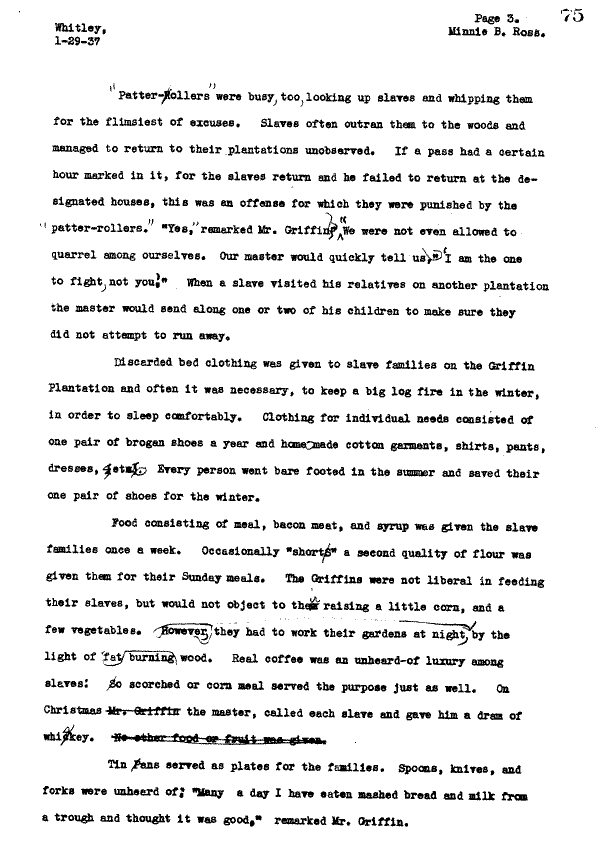 Page 3. 75
Whitley,
Minnie B. Ross.
1-29-37
"Patter-Rollers" were busy, too, looking up slaves and whipping them
for the flimsiest of excuses. Slaves often outran them to the woods and
managed to return to their plantations unobserved. If a pass had a certain
hour marked in it, for the slaves return and he failed to return at the de-
signated houses, this was an offense for which they were punished by the
"patter-rollers." "Yes," remarked Mr. Griffin, "We were not even allowed to
quarrel among ourselves. Our master would quickly tell us, "I am the one
to fight, not you." When a slave visited his relatives on another plantation
the master would send along one or two of his children to make sure they
did not attempt to run away.
Discarded bed clothing was given to slave families on the Griffin
Plantation and often it was necessary, to keep a big log fire in the winter,
in order to sleep comfortably. Clothing for individual needs consisted of
one pair of brogan shoes a year and home made cotton garments, shirts, pants,
dresses, etc. Every person went bare footed in the summer and saved their
one pair of shoes for the winter.
Food consisting of meal, bacon meat, and syrup was given the slave
families once a week. Occasionally "shorts" a second quality of flour was
given them for their Sunday meals. The Griffins were not liberal in feeding
their slaves, but would not object to their raising a little corn, and a
few vegetables. However, they had to work their gardens at night, by the
light of fat burning wood. Real coffee was an unheard-of luxury among
slaves: So scorched or corn meal served the purpose just as well. On
Christmas Mr. Griffin the master, called each slave and gave him a dram of
whiskey. No other food or fruit was given.
Tin Pans served as plates for the families. Spoons, knives, and
forks were unheard of; "Many a day I have eaten mashed bread and milk from
a trough and thought it was good," remarked Mr. Griffin.